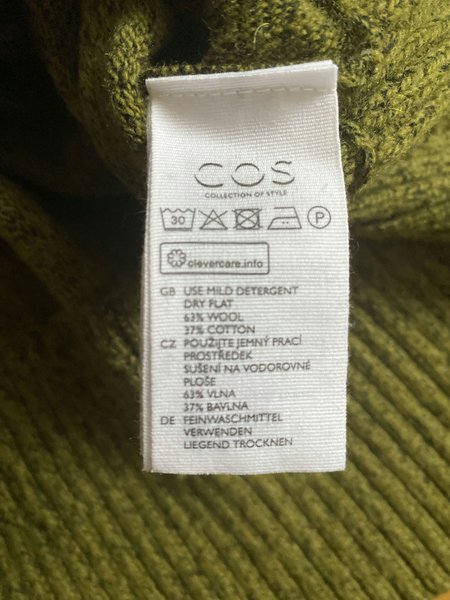 COS
COLLECTION OF STYLE
30 P
clevercare.info
GB USE MILD DETERGENT
DRY FLAT
63% WOOL
37% COTTON
CZ POUŽIJTE JEMNÝ PRACÍ
PROSTŘEDEK
SUŠENÍ NA VODOROVNÉ
PLOŠE
63% VLNA
37% BAVLNA
DE FEINWASCHMITTEL
VERWENDEN
LIEGEND TROCKNEN